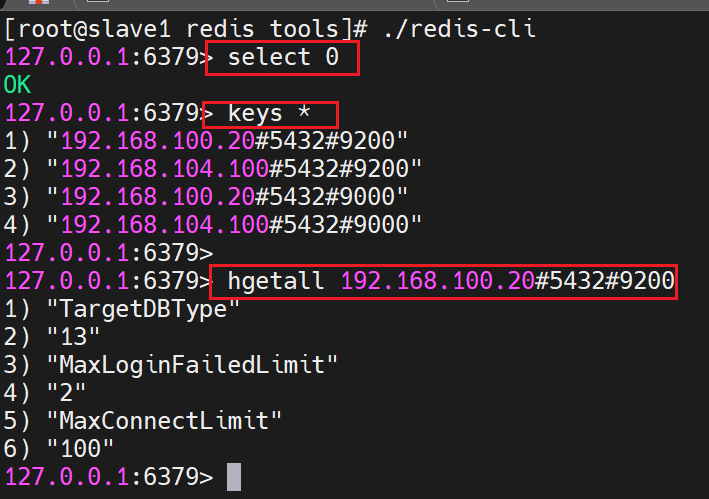 [root@slave1 redis tools]# ./redis-cli
127.0.0.1:6379> select 0
OK
127.0.0.1:6379> keys *
1) "192.168.100.20#5432#9200"
2) "192.168.104.100#5432#9200"
3) "192.168.100.20#5432#9000"
4) "192.168.104.100#5432#9000"
127.0.0.1:6379>
127.0.0.1:6379> hgetall 192.168.100.20#5432#9200
1) "TargetDBType"
2) "13"
3) "MaxLoginFailedLimit"
4) "2"
5) "MaxConnectLimit"
6) "100"
127.0.0.1:6379>